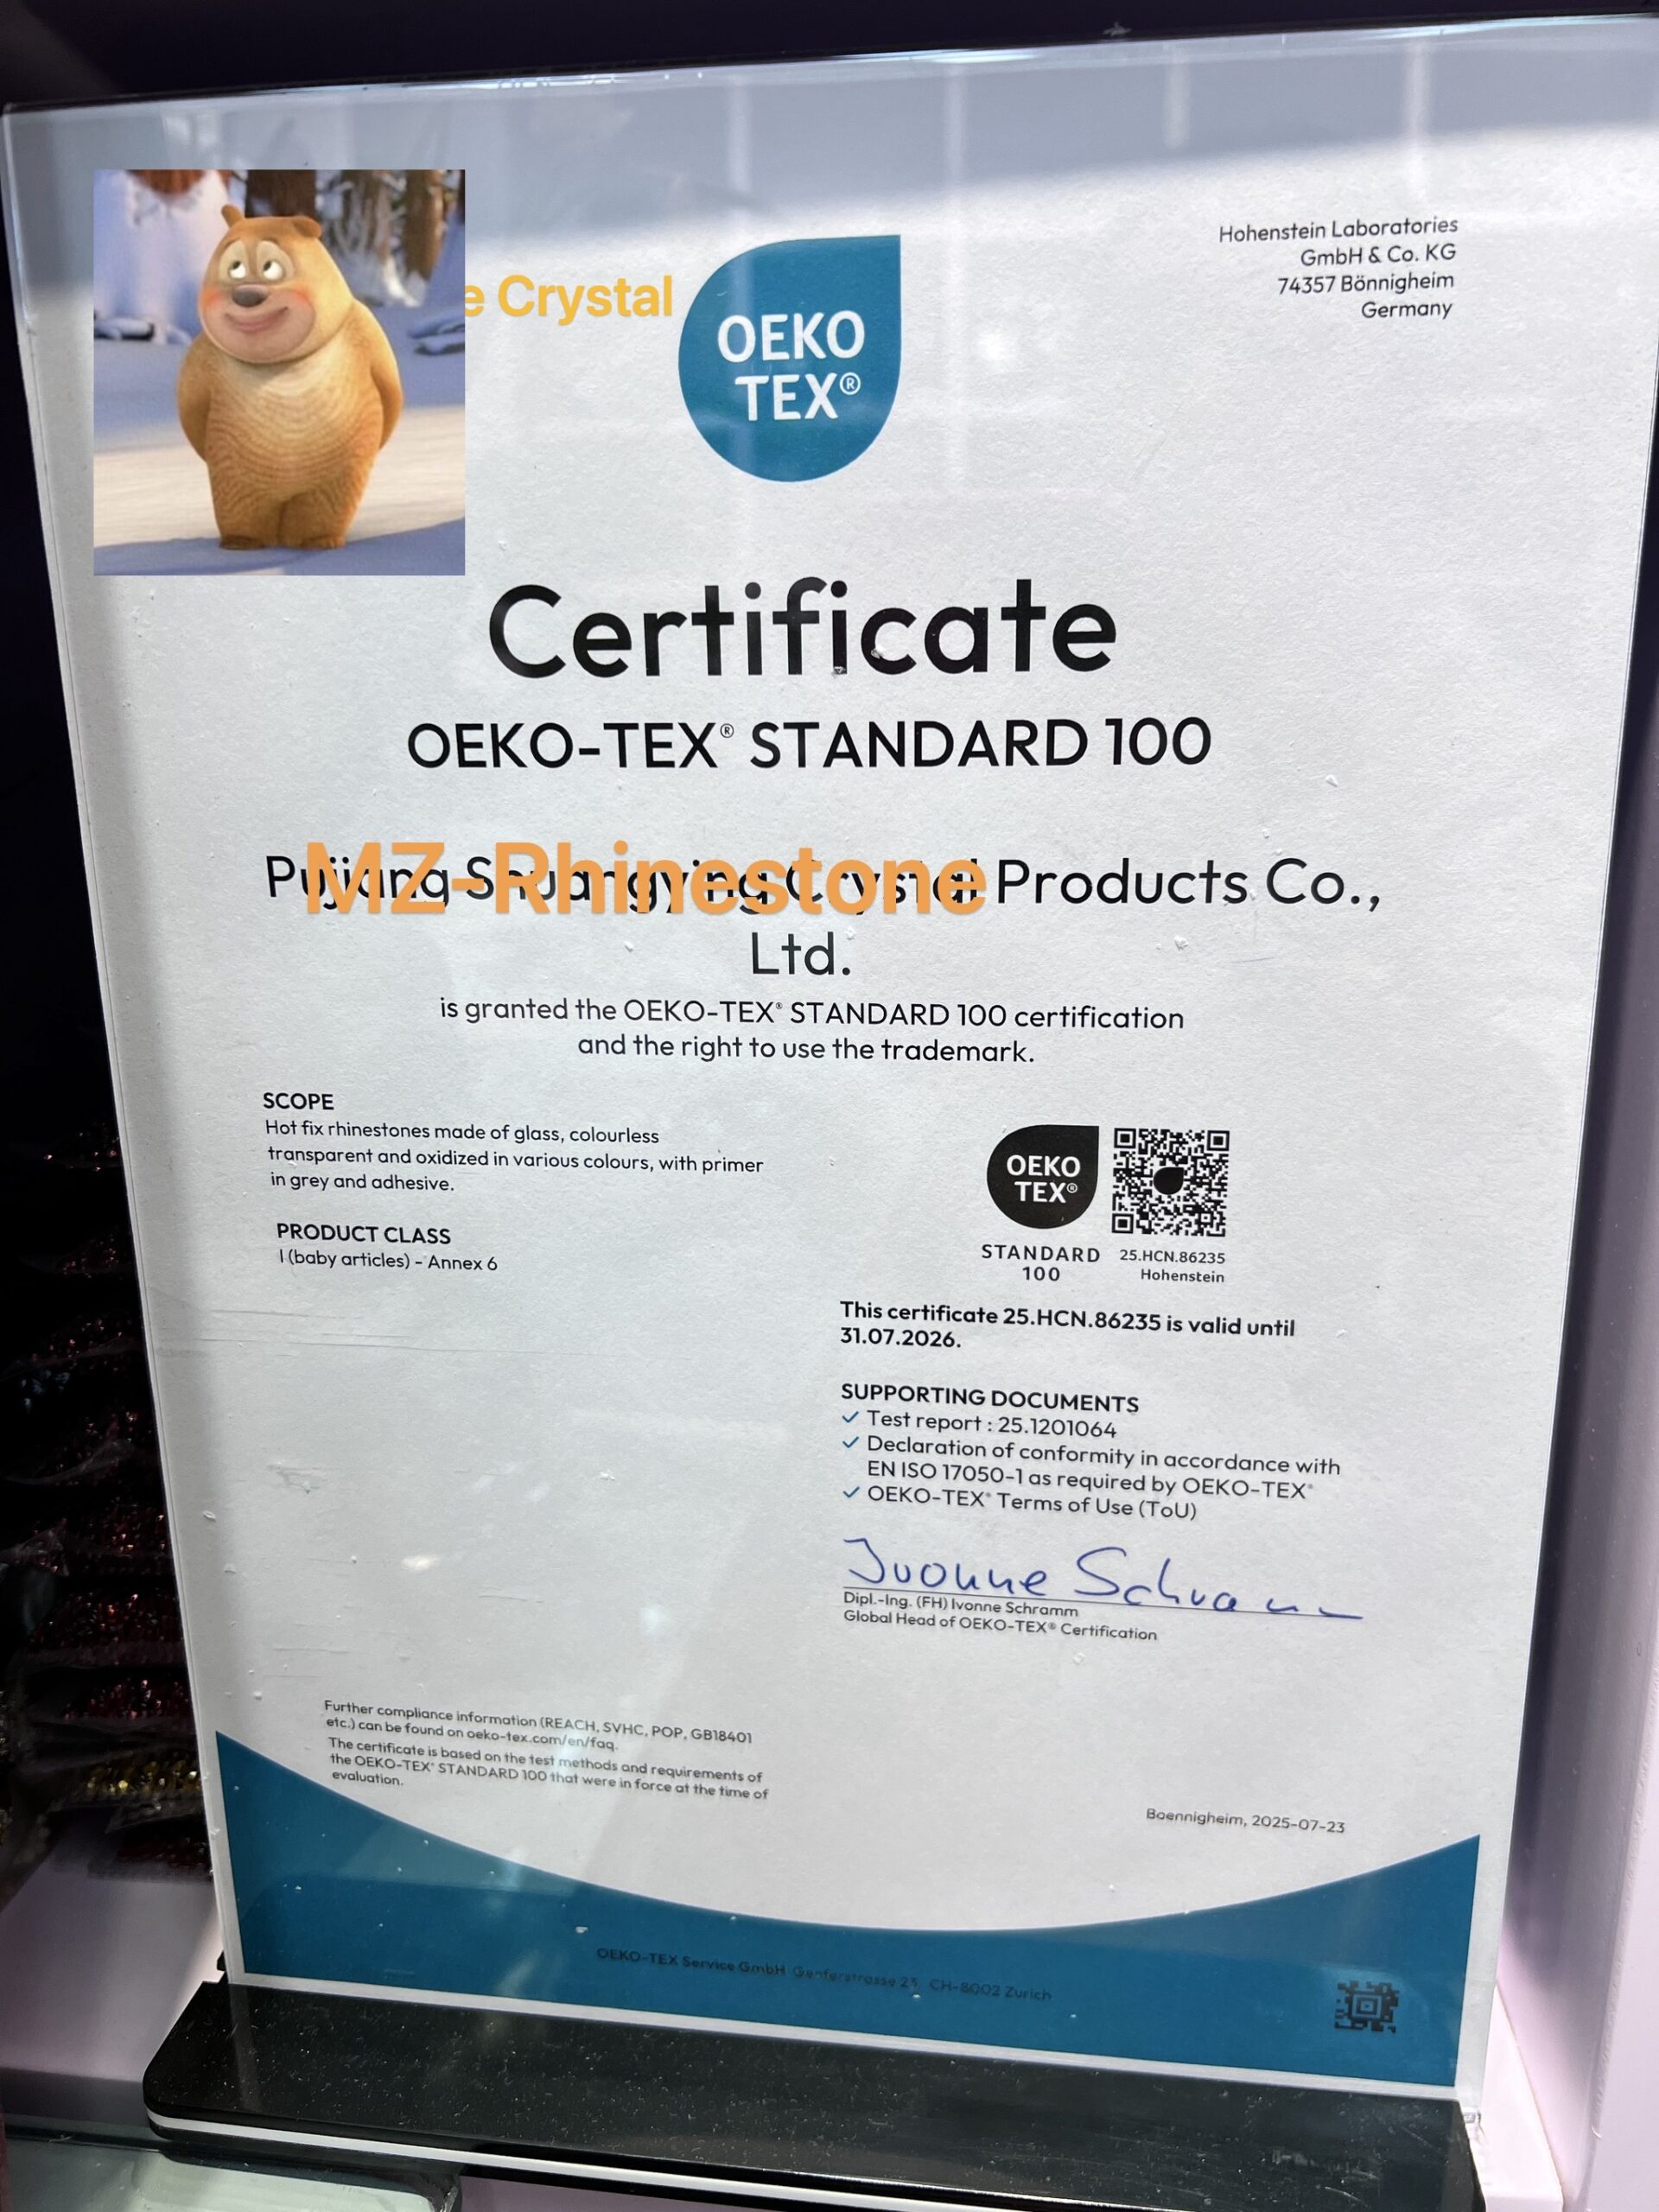 e Crystal
OEKO
TEX®
Hohenstein Laboratories
GmbH & Co. KG
74357 Bönnigheim
Germany
Certificate
OEKO-TEX® STANDARD 100
MZ-Rhinestone
Pujiang Shuangying Crystal Products Co.,
Ltd.
is granted the OEKO-TEX® STANDARD 100 certification
and the right to use the trademark.
SCOPE
Hot fix rhinestones made of glass, colourless
transparent and oxidized in various colours, with primer
in grey and adhesive.
PRODUCT CLASS
I (baby articles) - Annex 6
OEKO
TEX®
STANDARD
100
25.HCN.86235
Hohenstein
This certificate 25.HCN.86235 is valid until
31.07.2026.
SUPPORTING DOCUMENTS
✓ Test report : 25.1201064
✓ Declaration of conformity in accordance with
EN ISO 17050-1 as required by OEKO-TEX®
✓ OEKO-TEX® Terms of Use (ToU)
Ivonne Schramm
Dipl.-Ing. (FH) Ivonne Schramm
Global Head of OEKO-TEX® Certification
Further compliance information (REACH, SVHC, POP, GB18401
etc.) can be found on oeko-tex.com/en/faq.
The certificate is based on the test methods and requirements of
the OEKO-TEX® STANDARD 100 that were in force at the time of
evaluation.
Boennigheim, 2025-07-23
OEKO-TEX Service GmbH Genferstrasse 23, CH-8002 Zurich